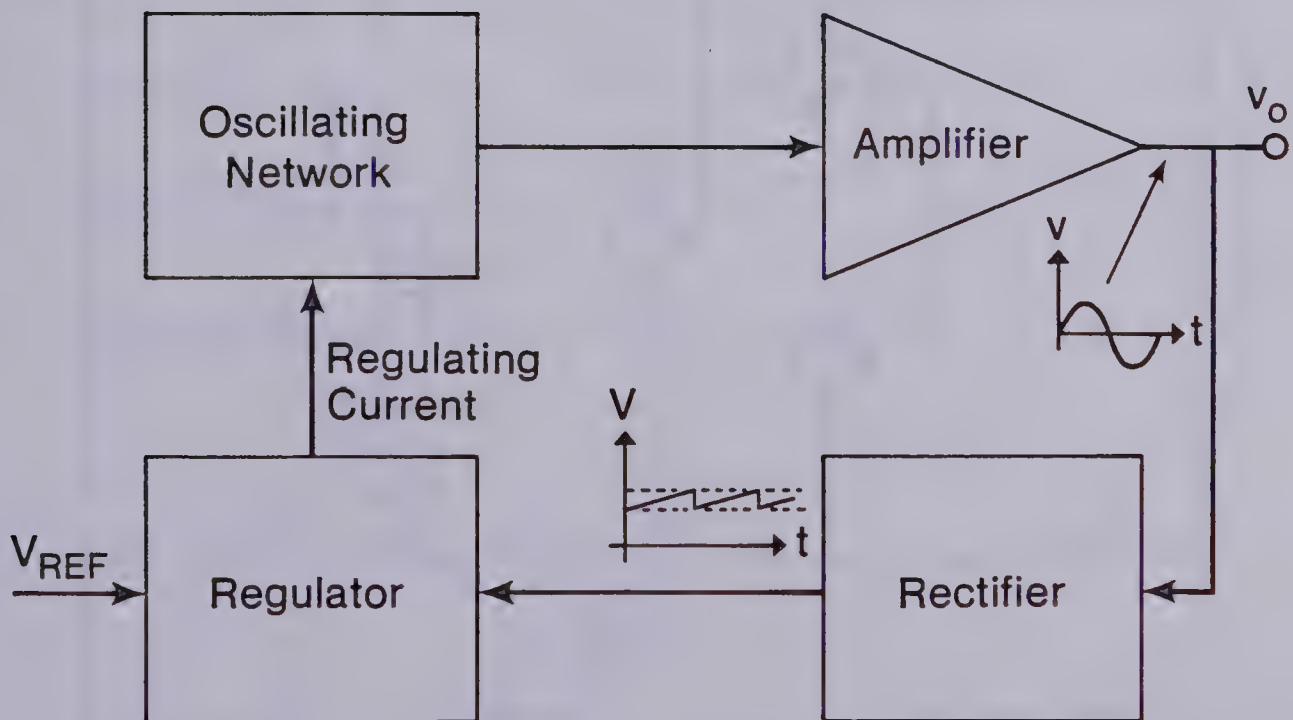 Oscillating
Network
Amplifier
vo
v
t
Regulating
Current
V
t
VREF
Regulator
Rectifier